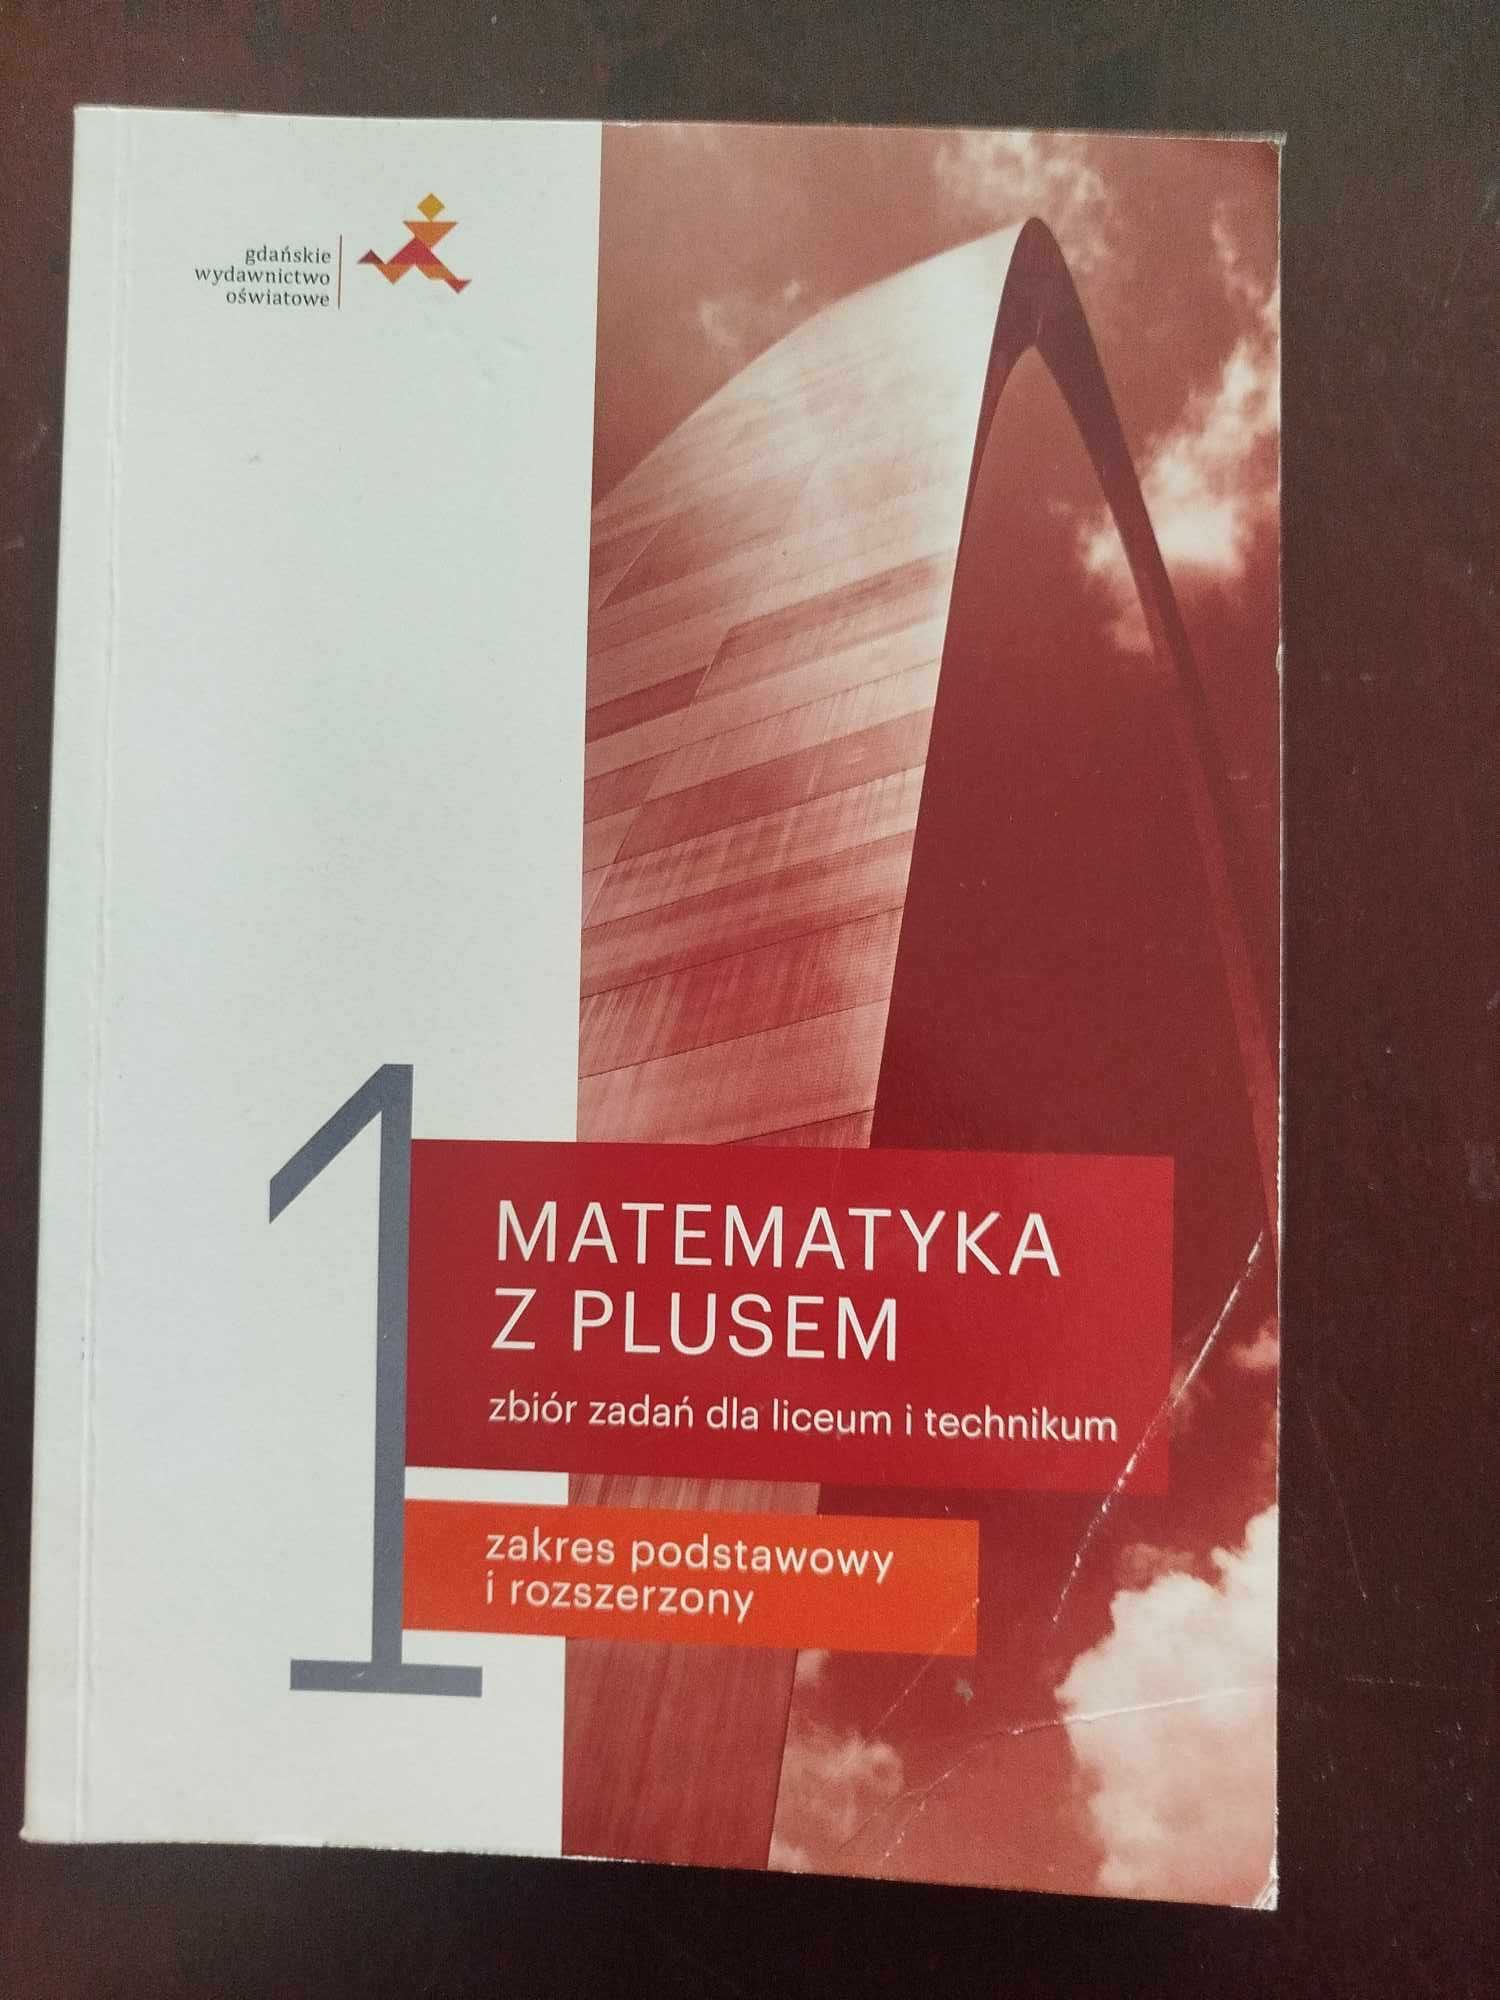 gdańskie
wydawnictwo
oświatowe
1
MATEMATYKA
Z PLUSEM
zbiór zadań dla liceum i technikum
zakres podstawowy
i rozszerzony